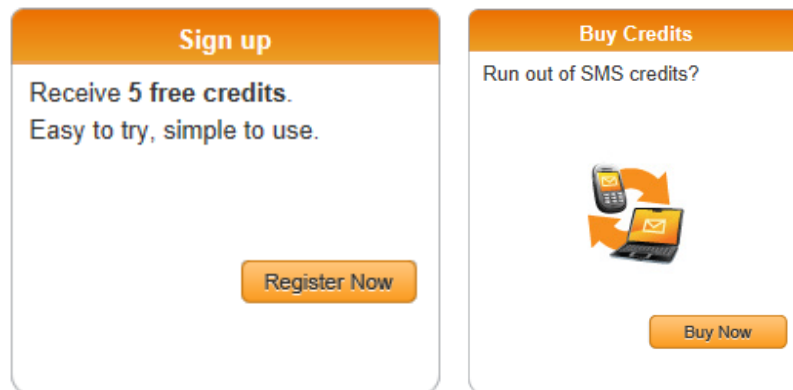 Sign up
Receive 5 free credits.
Easy to try, simple to use.
Register Now
Buy Credits
Run out of SMS credits?
Buy Now